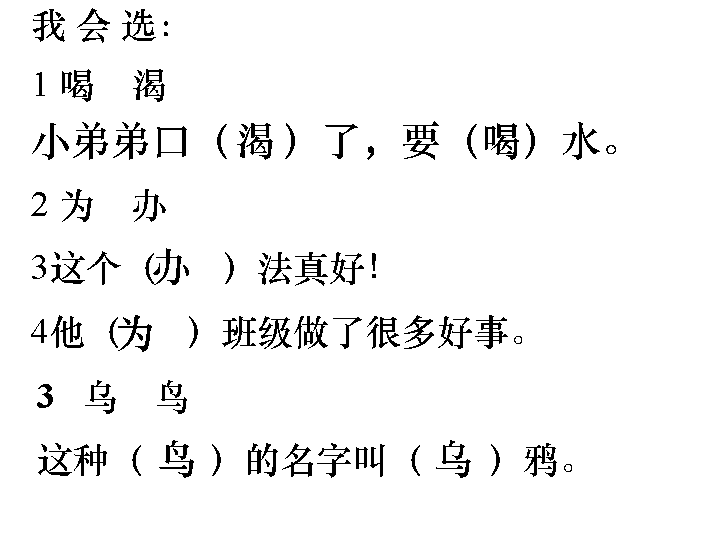 我会选:
1 喝 渴
小弟弟口（渴）了，要（喝）水。
2 为 办
3这个（办 ）法真好!
4他（为 ）班级做了很多好事。
3 乌 鸟
这种（ 鸟 ）的名字叫（ 乌 ）鸦。